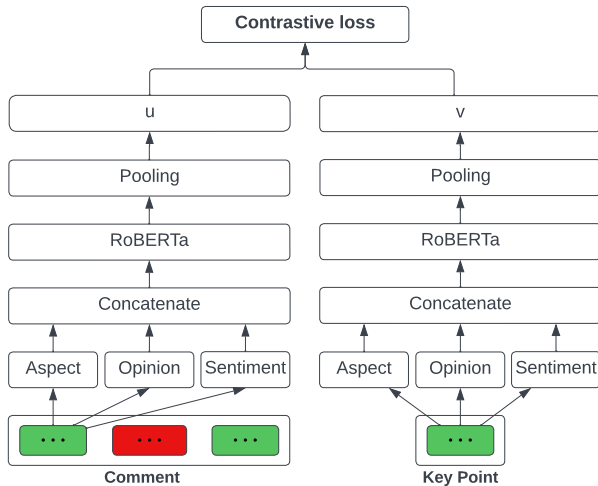 Contrastive loss
u
v
Pooling
Pooling
RoBERTa
RoBERTa
Concatenate
Concatenate
Aspect
Opinion
Sentiment
Aspect
Opinion
Sentiment
...
...
...
...
Comment
Key Point